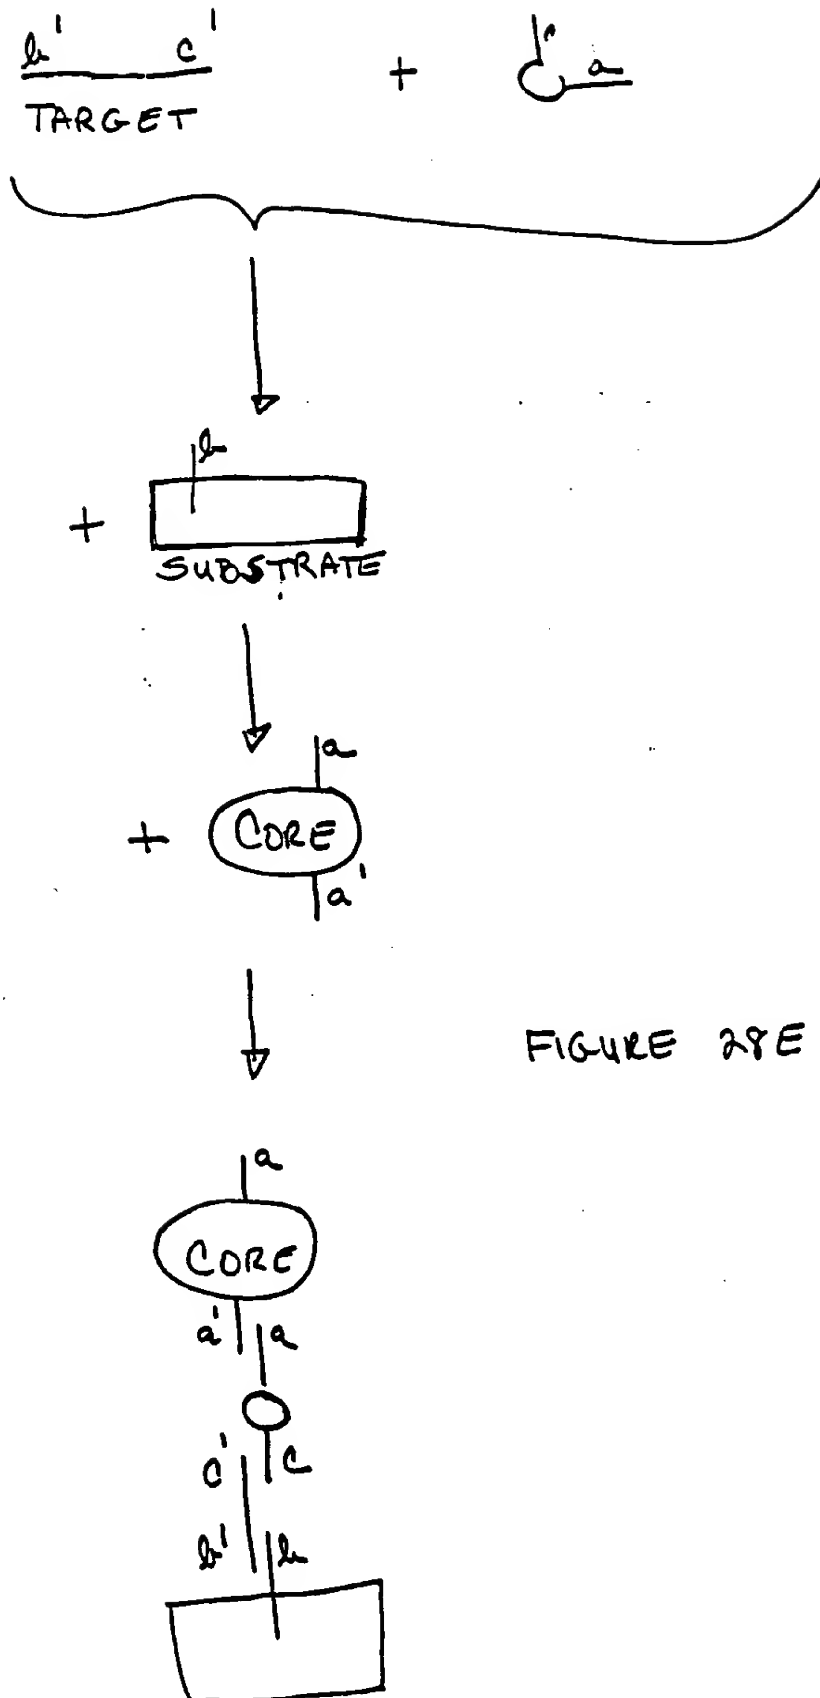 b' c'
+
c
a
TARGET
b
+
SUBSTRATE
a
+ CORE
a'
FIGURE 28E
a
CORE
a' a
c' c
b' b